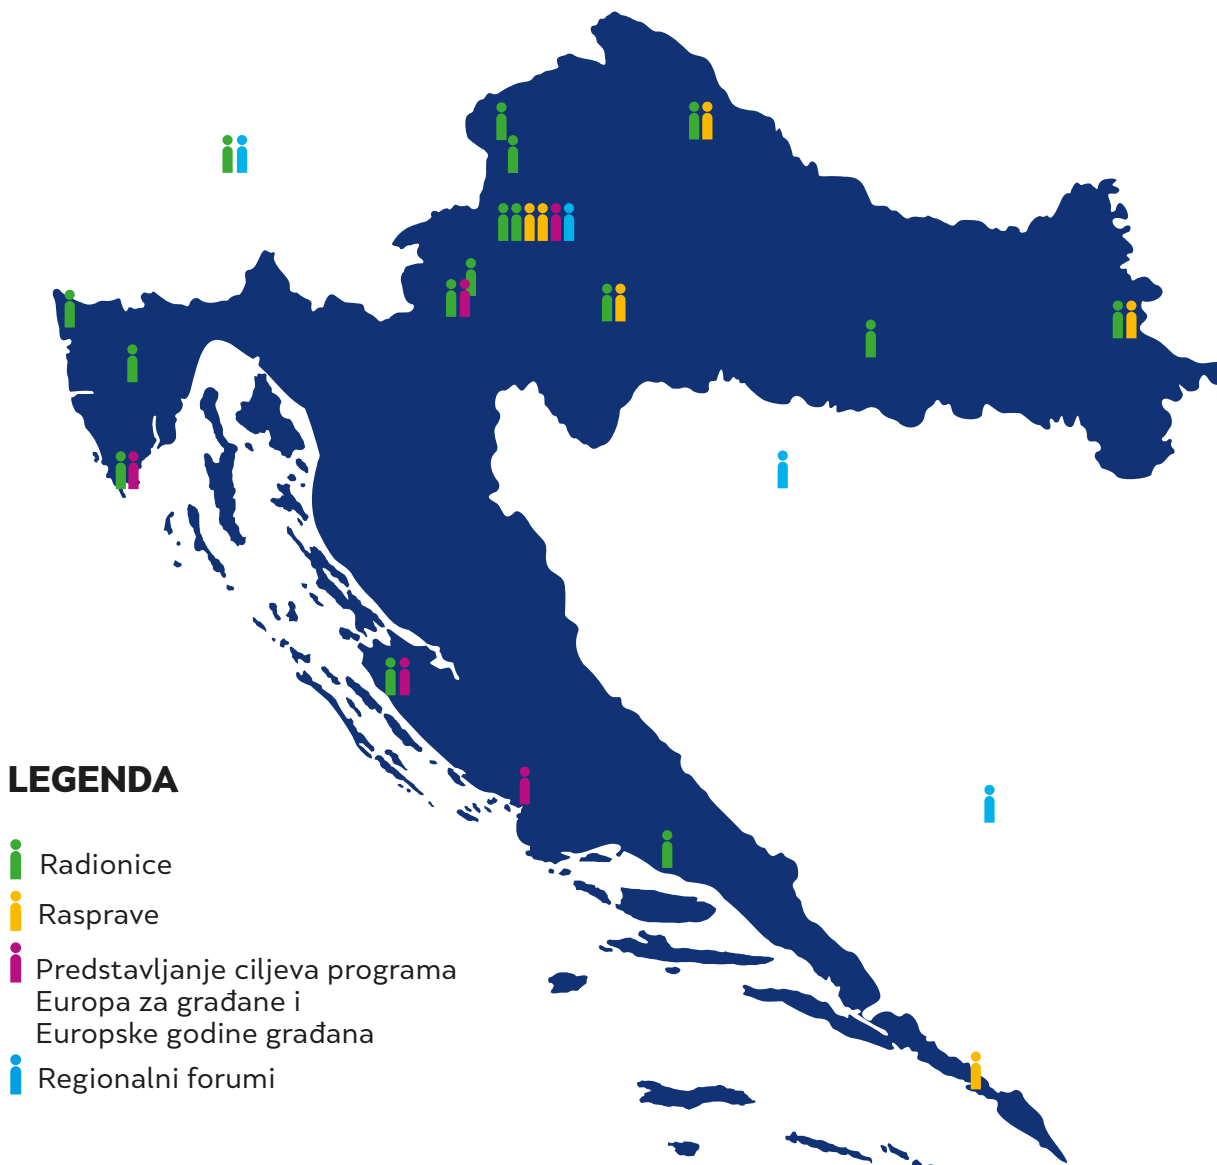 LEGENDA
Radionice
Rasprave
Predstavljanje ciljeva programa
Europa za građane i
Europske godine građana
Regionalni forumi